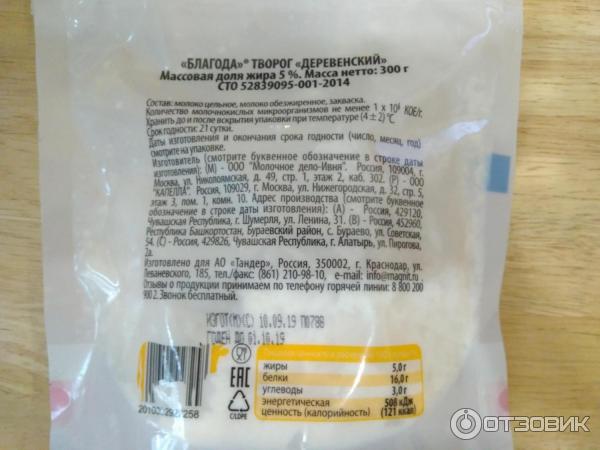 «БЛАГОДА»® ТВОРОГ «ДЕРЕВЕНСКИЙ»
Массовая доля жира 5 %. Масса нетто: 300 г
СТО 52839095-001-2014
Состав: молоко цельное, молоко обезжиренное, закваска.
Количество молочнокислых микроорганизмов не менее 1 x 10⁶ КОЕ/г.
Хранить до и после вскрытия упаковки при температуре (4 ± 2) °С.
Срок годности: 21 сутки.
Даты изготовления и окончания срока годности (число, месяц, год)
смотрите на упаковке.
Изготовитель (смотрите буквенное обозначение в строке даты
изготовления): (М) - ООО "Молочное дело-Ивня". Россия, 109004, г.
Москва, ул. Николоямская, д. 49, стр. 1, этаж 2, каб. 302. (Р) - ООО
"КАПЕЛЛА". Россия, 109029, г. Москва, ул. Нижегородская, д. 32, стр. 5,
этаж 3, пом. 1, комн. 10. Адрес производства (смотрите буквенное
обозначение в строке даты изготовления): (А) - Россия, 429120,
Чувашская Республика, г. Шумерля, ул. Ленина, 31. (В) - Россия, 452960,
Республика Башкортостан, Бураевский район, с. Бураево, ул. Советская,
54. (С) - Россия, 429826, Чувашская Республика, г. Алатырь, ул. Пирогова,
2а.
Изготовлено для АО «Тандер», Россия, 350002, г. Краснодар, ул.
Леваневского, 185, тел./факс: (861) 210-98-10, e-mail: info@magnit.ru
Отзывы о продукции принимаем по телефону горячей линии: 8 800 200
900 2. Звонок бесплатный.
ИЗГОТ(М)(С) 10.09.19
ГОДЕН ДО 01.10.19
EAC
C/LDPE
жиры 5,0 г
белки 16,0 г
углеводы 3,0 г
энергетическая 508 кДж
ценность (калорийность) (121 ккал)
ОТЗОВИК